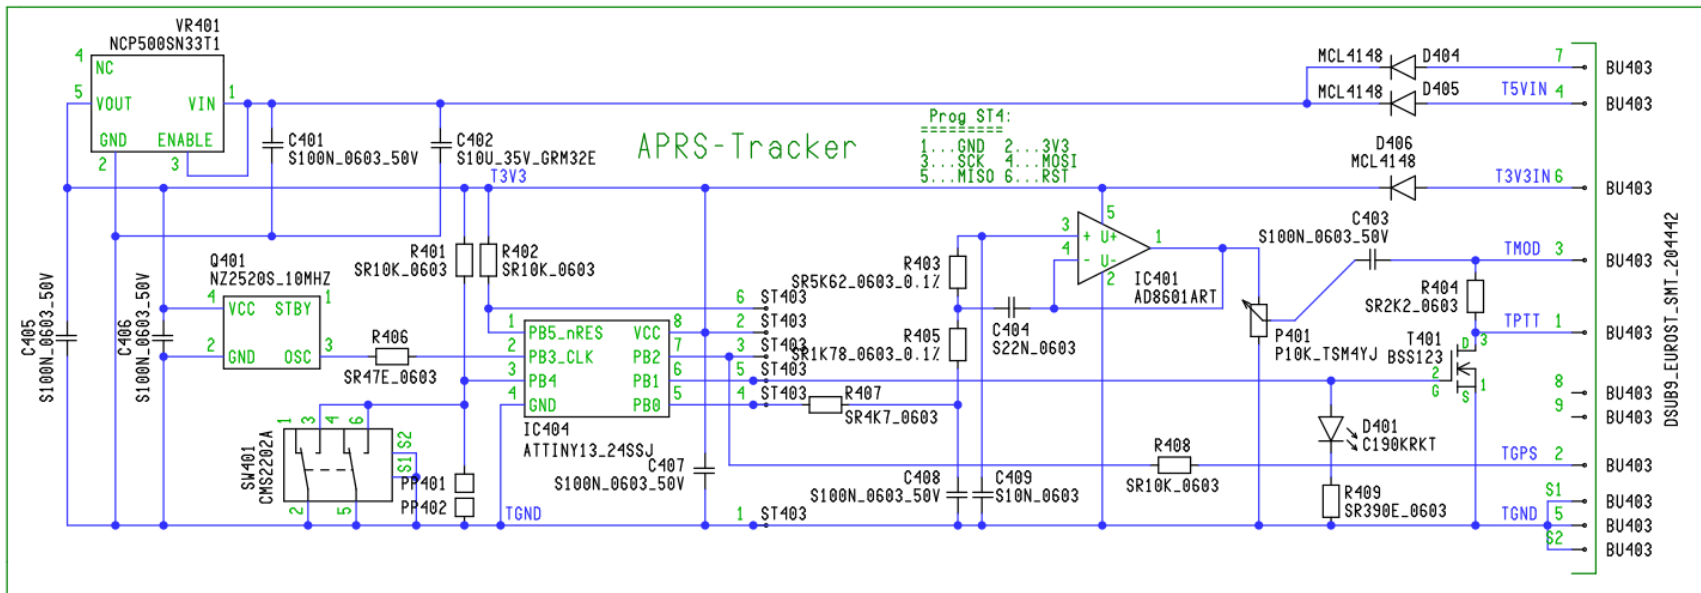 VR401
NCP500SN33T1
4
NC
5
VOUT
VIN
1
GND
ENABLE
2
3
C401
S100N_0603_50V
C402
S10U_35V_GRM32E
APRS-Tracker
Prog ST4:
=========
1...GND 2...3V3
3...SCK 4...MOSI
5...MISO 6...RST
MCL4148
D404
7
BU403
MCL4148
D405
T5VIN
4
BU403
D406
MCL4148
T3V3IN
6
BU403
T3V3
C403
S100N_0603_50V
TMOD
3
BU403
R404
SR2K2_0603
TPTT
1
BU403
T401
BSS123
D
3
2
G
S
1
8
BU403
9
BU403
DSUB9_EUROST_SMT_204442
3
+
U+
5
4
-
U-
2
1
IC401
AD8601ART
R403
SR5K62_0603_0.1%
R405
SR1K78_0603_0.1%
C404
S22N_0603
P401
P10K_TSM4YJ
R401
SR10K_0603
R402
SR10K_0603
Q401
NZ2520S_10MHZ
4
VCC
STBY
1
2
GND
OSC
3
C405
S100N_0603_50V
C406
S100N_0603_50V
R406
SR47E_0603
1
PB5_nRES
VCC
8
2
PB3_CLK
PB2
7
3
PB4
PB1
6
4
GND
PB0
5
IC404
ATTINY13_24SSJ
6
ST403
2
ST403
3
ST403
5
ST403
4
ST403
R407
SR4K7_0603
D401
C190KRKT
R408
SR10K_0603
TGPS
2
BU403
R409
SR390E_0603
S1
BU403
TGND
5
BU403
S2
BU403
SW401
CMS2202A
1
3
4
6
S2
S1
2
5
PP401
PP402
TGND
C407
S100N_0603_50V
1
ST403
C408
S100N_0603_50V
C409
S10N_0603